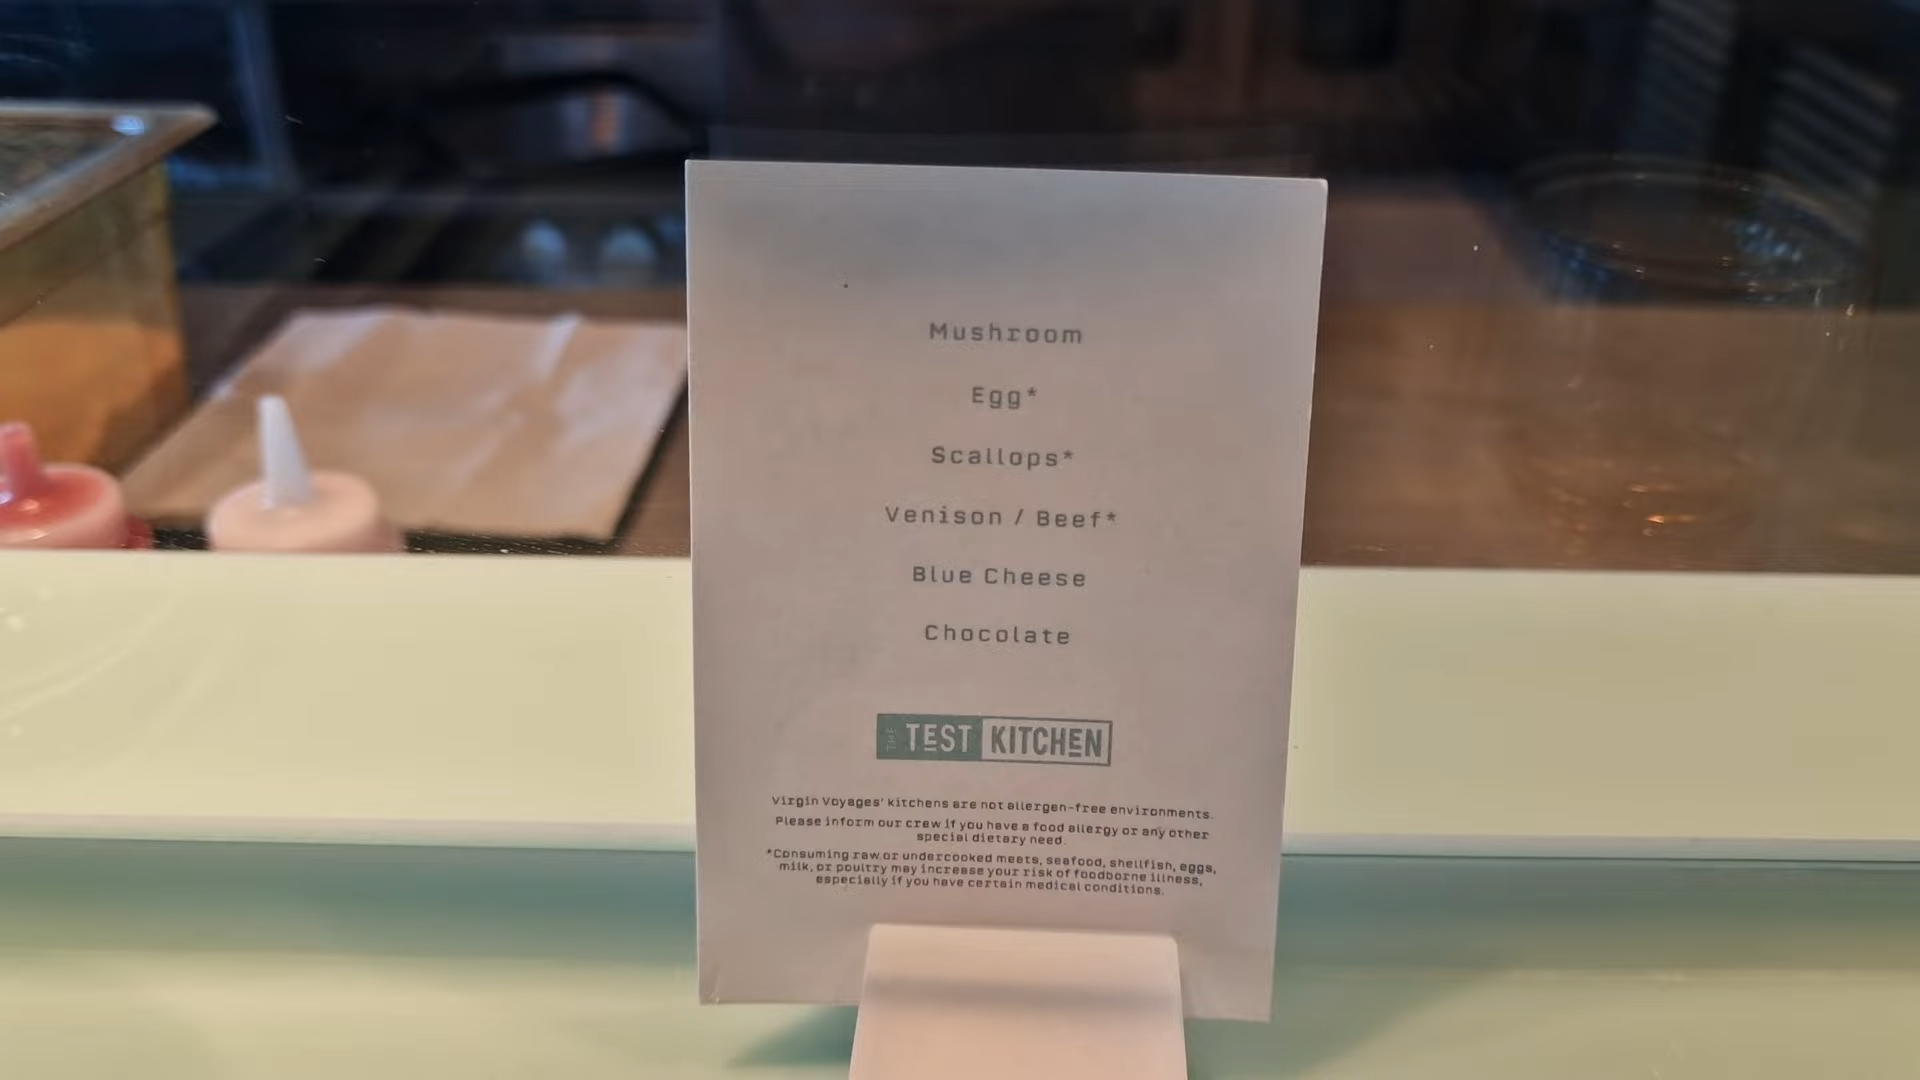 Mushroom
Egg*
Scallops*
Venison / Beef*
Blue Cheese
Chocolate
THE TEST KITCHEN
Virgin Voyages' kitchens are not allergen-free environments.
Please inform our crew if you have a food allergy or any other
special dietary need.
*Consuming raw or undercooked meats, seafood, shellfish, eggs,
milk, or poultry may increase your risk of foodborne illness,
especially if you have certain medical conditions.